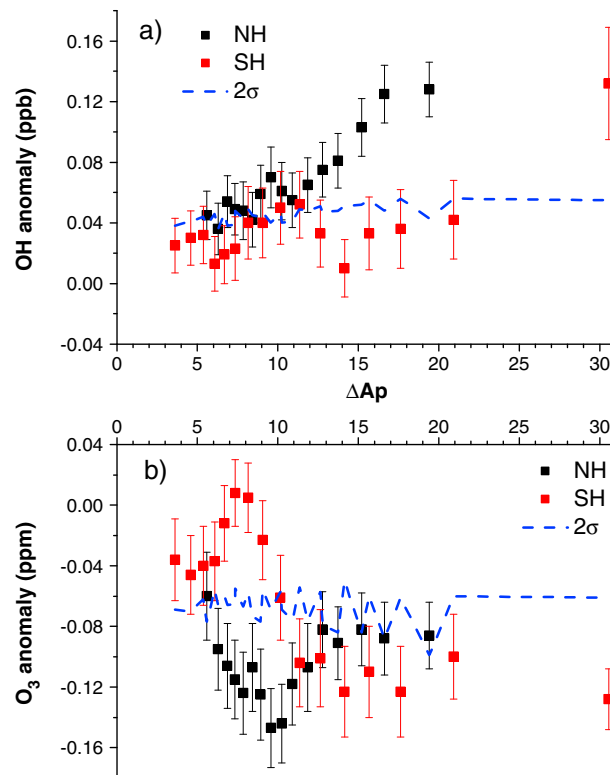 a)
NH
SH
2σ
0.16
0.12
0.08
0.04
0.00
-0.04
OH anomaly (ppb)
0 5 10 15 20 25 30
ΔAp
0 5 10 15 20 25 30
b)
NH
SH
2σ
0.04
0.00
-0.04
-0.08
-0.12
-0.16
O₃ anomaly (ppm)